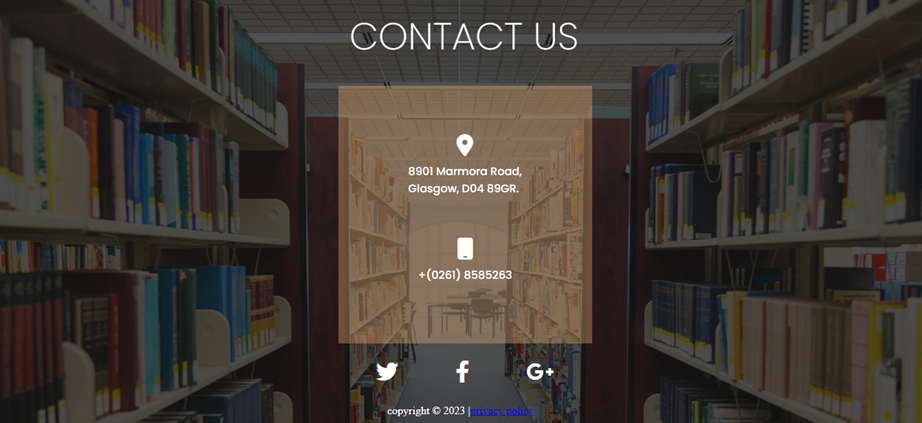 CONTACT US
8901 Marmora Road,
Glasgow, D04 89GR.
+(0261) 8585263
copyright © 2023 |privacy policy